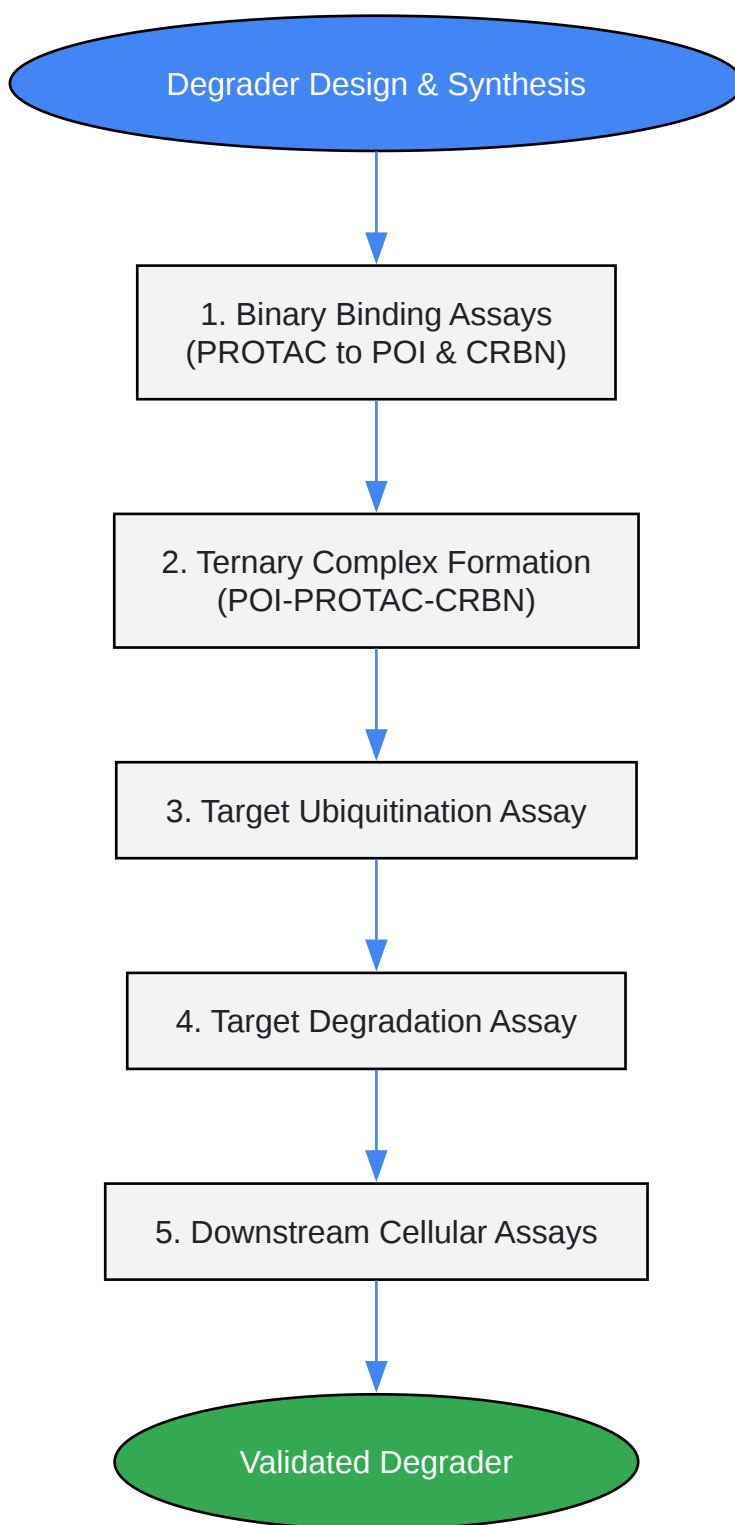 Degrader Design & Synthesis
1. Binary Binding Assays
(PROTAC to POI & CRBN)
2. Ternary Complex Formation
(POI-PROTAC-CRBN)
3. Target Ubiquitination Assay
4. Target Degradation Assay
5. Downstream Cellular Assays
Validated Degrader